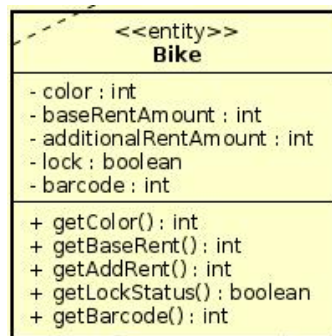 <<entity>>
Bike
- color : int
- baseRentAmount : int
- additionalRentAmount : int
- lock : boolean
- barcode : int
+ getColor() : int
+ getBaseRent() : int
+ getAddRent() : int
+ getLockStatus() : boolean
+ getBarcode() : int